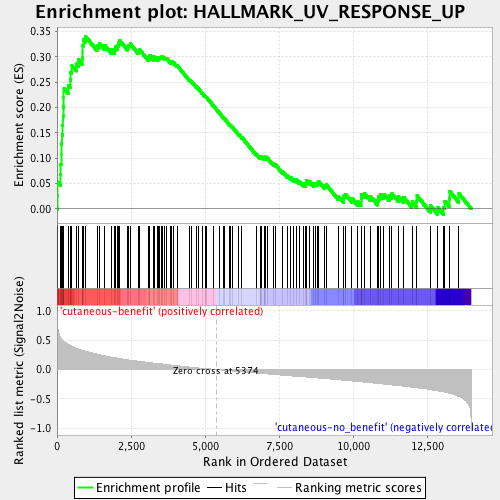 Enrichment plot: HALLMARK_UV_RESPONSE_UP
Enrichment score (ES)
0.35
0.30
0.25
0.20
0.15
0.10
0.05
0.00
'cutaneous-benefit' (positively correlated)
Ranked list metric (Signal2Noise)
1.0
0.5
0.0
-0.5
-1.0
Zero cross at 5374
'cutaneous-no_benefit' (negatively correlated)
0
2,500
5,000
7,500
10,000
12,500
Rank in Ordered Dataset
Enrichment profile
Hits
Ranking metric scores